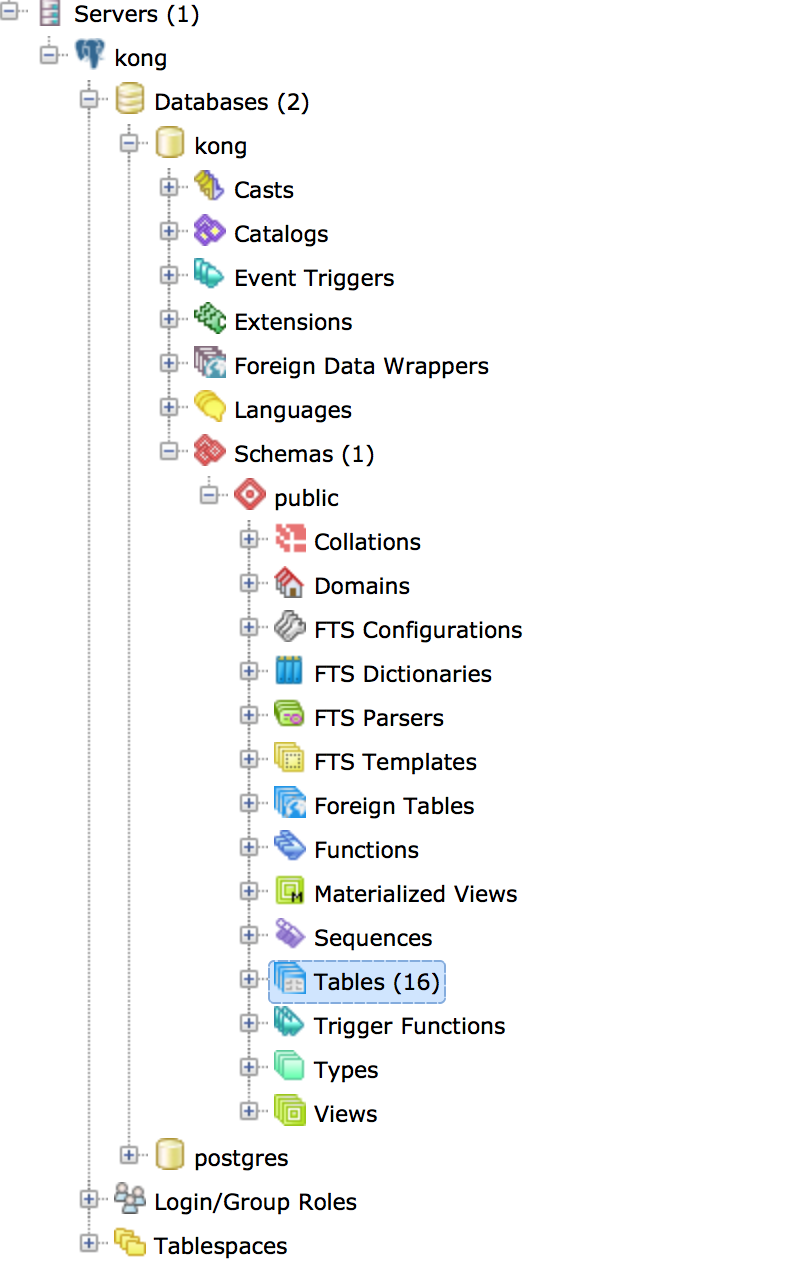 Servers (1)
kong
Databases (2)
kong
Casts
Catalogs
Event Triggers
Extensions
Foreign Data Wrappers
Languages
Schemas (1)
public
Collations
Domains
FTS Configurations
FTS Dictionaries
FTS Parsers
FTS Templates
Foreign Tables
Functions
Materialized Views
Sequences
Tables (16)
Trigger Functions
Types
Views
postgres
Login/Group Roles
Tablespaces